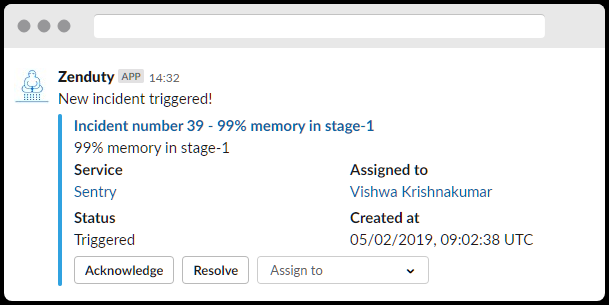 Zenduty APP 14:32
New incident triggered!
Incident number 39 - 99% memory in stage-1
99% memory in stage-1
Service Assigned to
Sentry Vishwa Krishnakumar
Status Created at
Triggered 05/02/2019, 09:02:38 UTC
Acknowledge Resolve Assign to